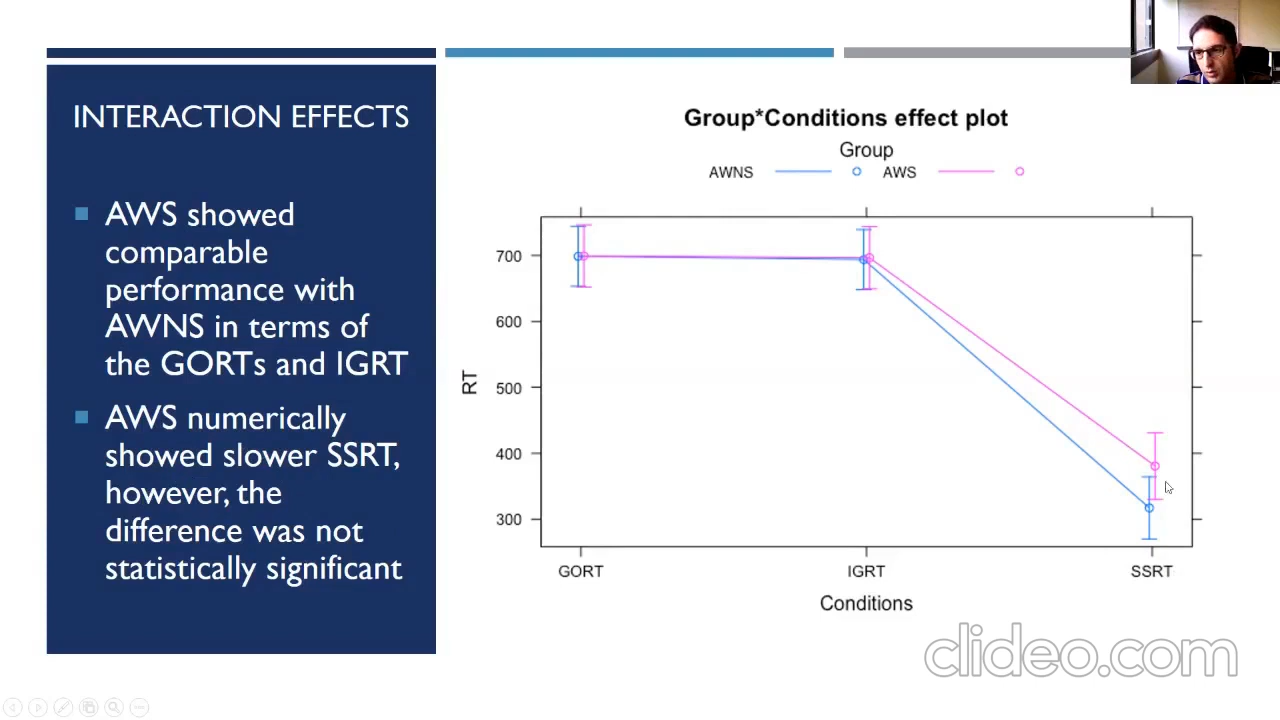 INTERACTION EFFECTS
AWS showed
comparable
performance with
AWNS in terms of
the GORTs and IGRT
AWS numerically
showed slower SSRT,
however, the
difference was not
statistically significant
Group*Conditions effect plot
Group
AWNS AWS
700
600
500
400
300
RT
GORT IGRT SSRT
Conditions
clideo.com